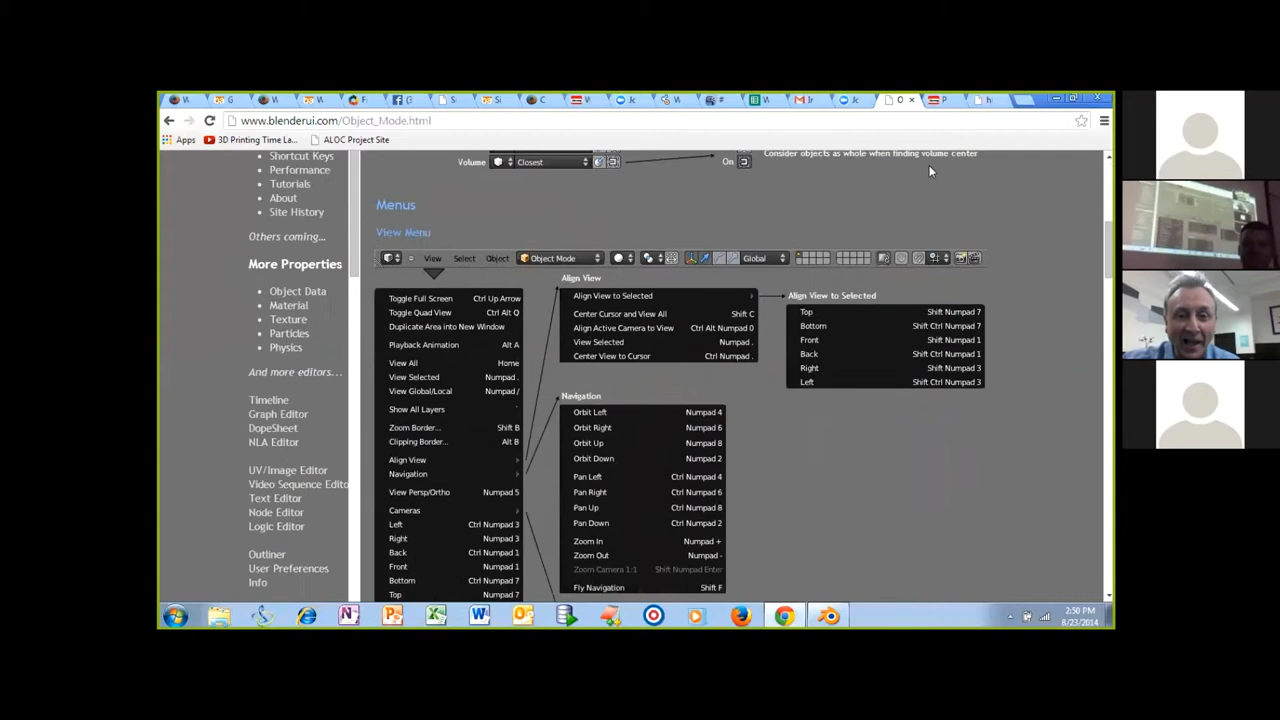 G
W
W
F
(3
S
Si
C
W
Jc
W
#
W
Ir
Jc
O
P
hi
www.blenderui.com/Object_Mode.html
Apps
3D Printing Time La...
ALOC Project Site
Shortcut Keys
Performance
Tutorials
About
Site History
Others coming...
More Properties
Object Data
Material
Texture
Particles
Physics
And more editors...
Timeline
Graph Editor
DopeSheet
NLA Editor
UV/Image Editor
Video Sequence Edito
Text Editor
Node Editor
Logic Editor
Outliner
User Preferences
Info
Volume Closest On Consider objects as whole when finding volume center
Menus
View Menu
View Select Object Object Mode Global
Toggle Full Screen Ctrl Up Arrow
Toggle Quad View Ctrl Alt Q
Duplicate Area into New Window
Playback Animation Alt A
View All Home
View Selected Numpad .
View Global/Local Numpad /
Show All Layers `
Zoom Border... Shift B
Clipping Border... Alt B
Align View
Navigation
View Persp/Ortho Numpad 5
Cameras
Left Ctrl Numpad 3
Right Numpad 3
Back Ctrl Numpad 1
Front Numpad 1
Bottom Ctrl Numpad 7
Top Numpad 7
Align View
Align View to Selected
Center Cursor and View All Shift C
Align Active Camera to View Ctrl Alt Numpad 0
View Selected Numpad .
Center View to Cursor Ctrl Numpad .
Align View to Selected
Top Shift Numpad 7
Bottom Shift Ctrl Numpad 7
Front Shift Numpad 1
Back Shift Ctrl Numpad 1
Right Shift Numpad 3
Left Shift Ctrl Numpad 3
Navigation
Orbit Left Numpad 4
Orbit Right Numpad 6
Orbit Up Numpad 8
Orbit Down Numpad 2
Pan Left Ctrl Numpad 4
Pan Right Ctrl Numpad 6
Pan Up Ctrl Numpad 8
Pan Down Ctrl Numpad 2
Zoom In Numpad +
Zoom Out Numpad -
Zoom Camera 1:1 Shift Numpad Enter
Fly Navigation Shift F
2:50 PM
8/23/2014